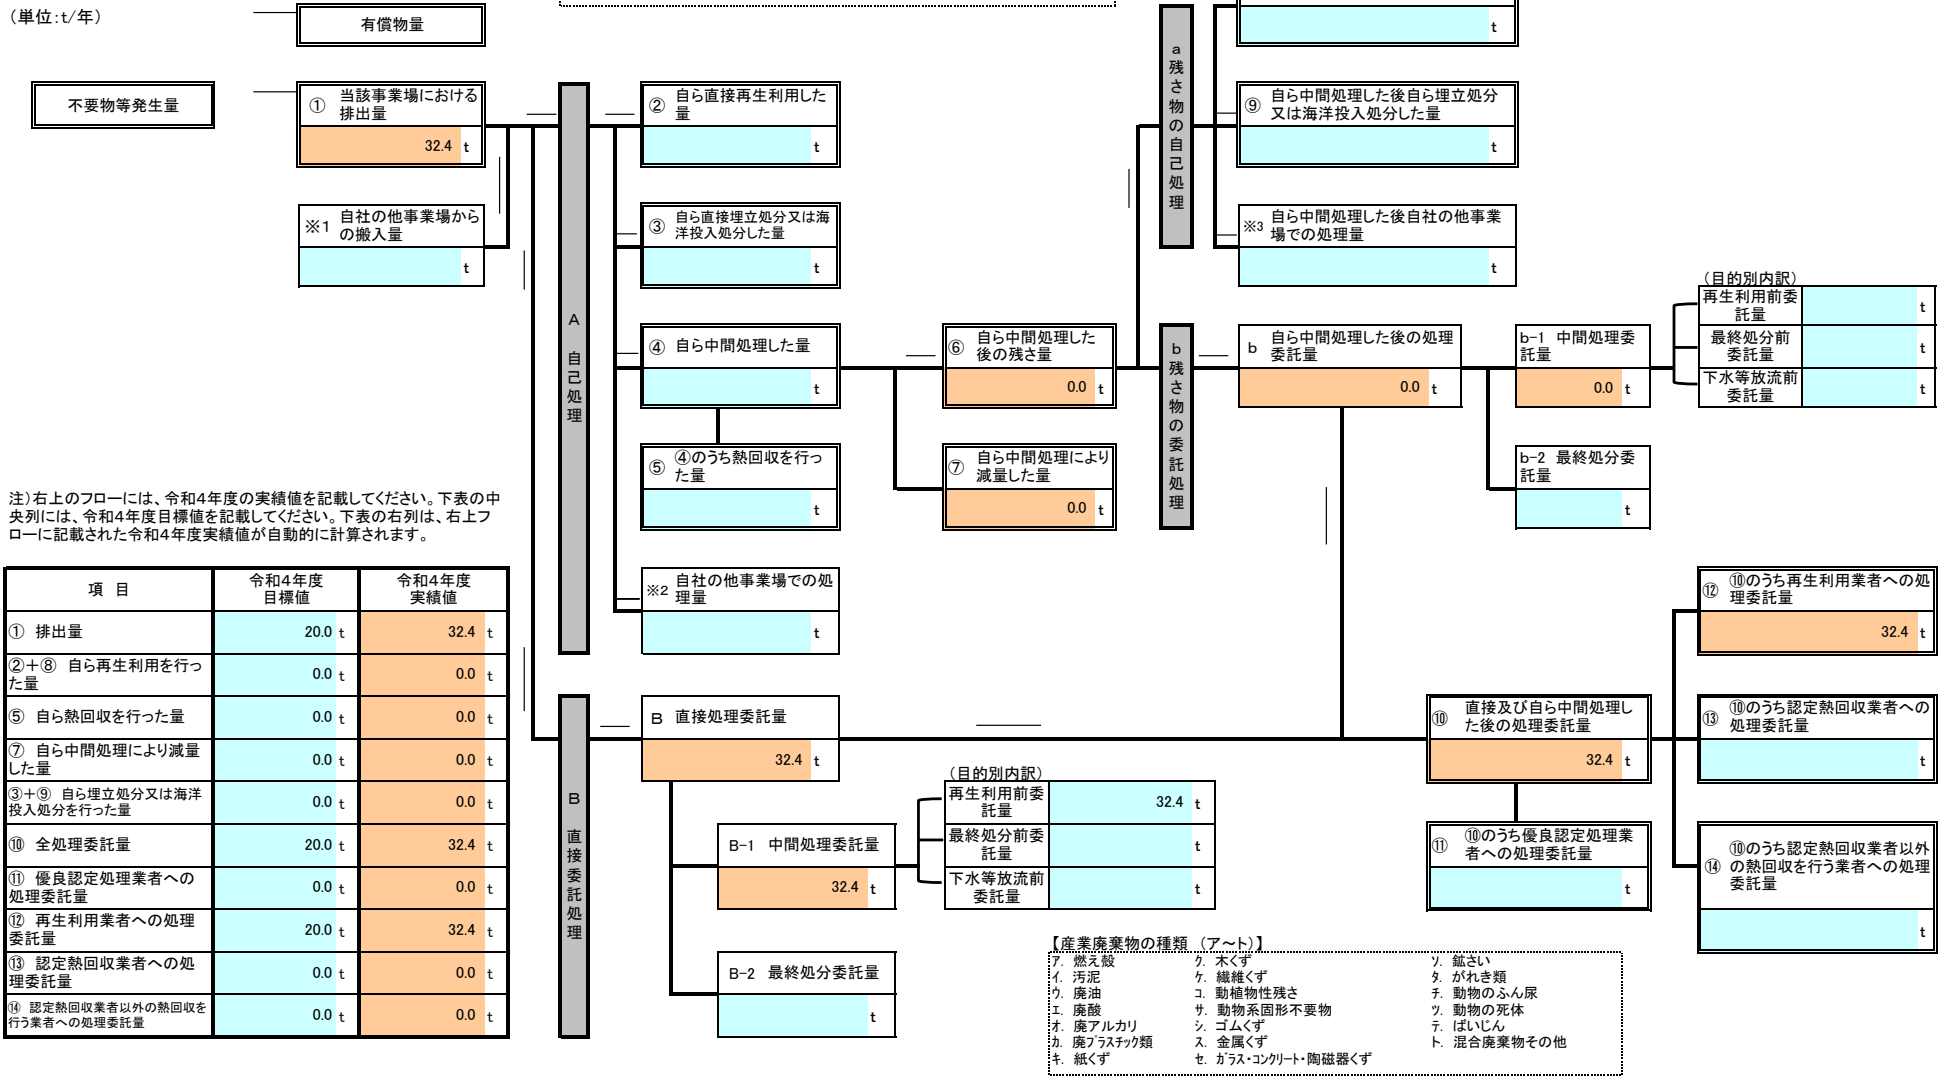 （単位：t/年）
有償物量
t
不要物等発生量
① 当該事業場における
排出量
32.4 t
※1 自社の他事業場から
の搬入量
t
A 自己処理
② 自ら直接再生利用した
量
t
③ 自ら直接埋立処分又は海
洋投入処分した量
t
④ 自ら中間処理した量
t
⑤ ④のうち熱回収を行っ
た量
t
※2 自社の他事業場での処
理量
t
⑥ 自ら中間処理した
後の残さ量
0.0 t
⑦ 自ら中間処理により
減量した量
0.0 t
a 残さ物の自己処理
⑨ 自ら中間処理した後自ら埋立処分
又は海洋投入処分した量
t
※3 自ら中間処理した後自社の他事業
場での処理量
t
b 残さ物の委託処理
b 自ら中間処理した後の処理
委託量
0.0 t
b-1 中間処理委
託量
0.0 t
b-2 最終処分委
託量
t
（目的別内訳）
再生利用前委
託量
t
最終処分前
委託量
t
下水等放流前
委託量
t
注）右上のフローには、令和4年度の実績値を記載してください。下表の中
央列には、令和4年度目標値を記載してください。下表の右列は、右上フ
ローに記載された令和4年度実績値が自動的に計算されます。
項 目 令和4年度
目標値 令和4年度
実績値
① 排出量 20.0 t 32.4 t
②＋⑧ 自ら再生利用を行っ
た量 0.0 t 0.0 t
⑤ 自ら熱回収を行った量 0.0 t 0.0 t
⑦ 自ら中間処理により減量
した量 0.0 t 0.0 t
③＋⑨ 自ら埋立処分又は海洋
投入処分を行った量 0.0 t 0.0 t
⑩ 全処理委託量 20.0 t 32.4 t
⑪ 優良認定処理業者への
処理委託量 0.0 t 0.0 t
⑫ 再生利用業者への処理
委託量 20.0 t 32.4 t
⑬ 認定熱回収業者への処
理委託量 0.0 t 0.0 t
⑭ 認定熱回収業者以外の熱回収を
行う業者への処理委託量 0.0 t 0.0 t
B 直接委託処理
B 直接処理委託量
32.4 t
B-1 中間処理委託量
32.4 t
B-2 最終処分委託量
t
（目的別内訳）
再生利用前委
託量
32.4 t
最終処分前委
託量
t
下水等放流前
委託量
t
⑩ 直接及び自ら中間処理し
た後の処理委託量
32.4 t
⑪ ⑩のうち優良認定処理業
者への処理委託量
t
⑫ ⑩のうち再生利用業者への処
理委託量
32.4 t
⑬ ⑩のうち認定熱回収業者への
処理委託量
t
⑭ ⑩のうち認定熱回収業者以外
の熱回収を行う業者への処理
委託量
t
【産業廃棄物の種類 （ア～ト）】
ア. 燃え殻 ク. 木くず ソ. 鉱さい
イ. 汚泥 ケ. 繊維くず タ. がれき類
ウ. 廃油 コ. 動植物性残さ チ. 動物のふん尿
エ. 廃酸 サ. 動物系固形不要物 ツ. 動物の死体
オ. 廃アルカリ シ. ゴムくず テ. ばいじん
カ. 廃プラスチック類 ス. 金属くず ト. 混合廃棄物その他
キ. 紙くず セ. ガラス・コンクリート・陶磁器くず